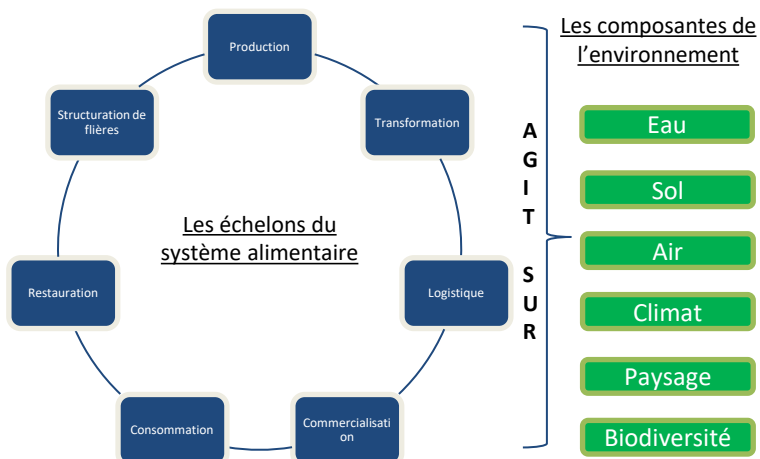 Production
Transformation
Logistique
Commercialisati
on
Consommation
Restauration
Structuration de
flières
Les échelons du
système alimentaire
A
G
I
T
S
U
R
Les composantes de
l'environnement
Eau
Sol
Air
Climat
Paysage
Biodiversité